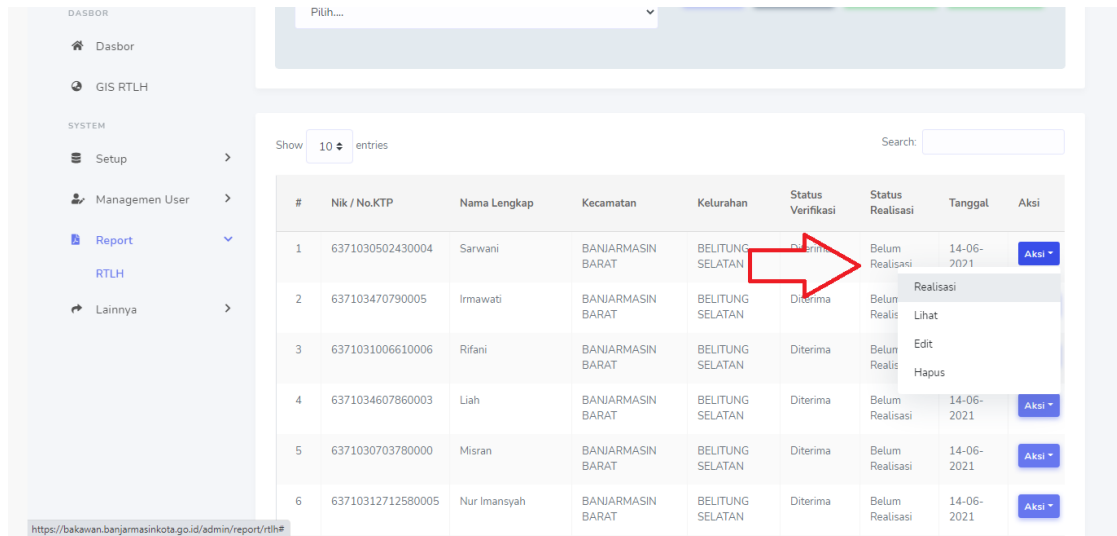 DASBOR
Dasbor
GIS RTLH
SYSTEM
Setup
Managemen User
Report
RTLH
Lainnya
Pilih....
Show 10 entries
Search:
# Nik / No.KTP Nama Lengkap Kecamatan Kelurahan Status Verifikasi Status Realisasi Tanggal Aksi
1 6371030502430004 Sarwani BANJARMASIN BARAT BELITUNG SELATAN Diterima Belum Realisasi 14-06-2021 Aksi
Realisasi
Lihat
Edit
Hapus
2 637103470790005 Irmawati BANJARMASIN BARAT BELITUNG SELATAN Diterima
3 6371031006610006 Rifani BANJARMASIN BARAT BELITUNG SELATAN Diterima
4 6371034607860003 Liah BANJARMASIN BARAT BELITUNG SELATAN Diterima Belum Realisasi 14-06-2021 Aksi
5 6371030703780000 Misran BANJARMASIN BARAT BELITUNG SELATAN Diterima Belum Realisasi 14-06-2021 Aksi
6 63710312712580005 Nur Imansyah BANJARMASIN BARAT BELITUNG SELATAN Diterima Belum Realisasi 14-06-2021 Aksi
https://bakawan.banjarmasinkota.go.id/admin/report/rtlh#